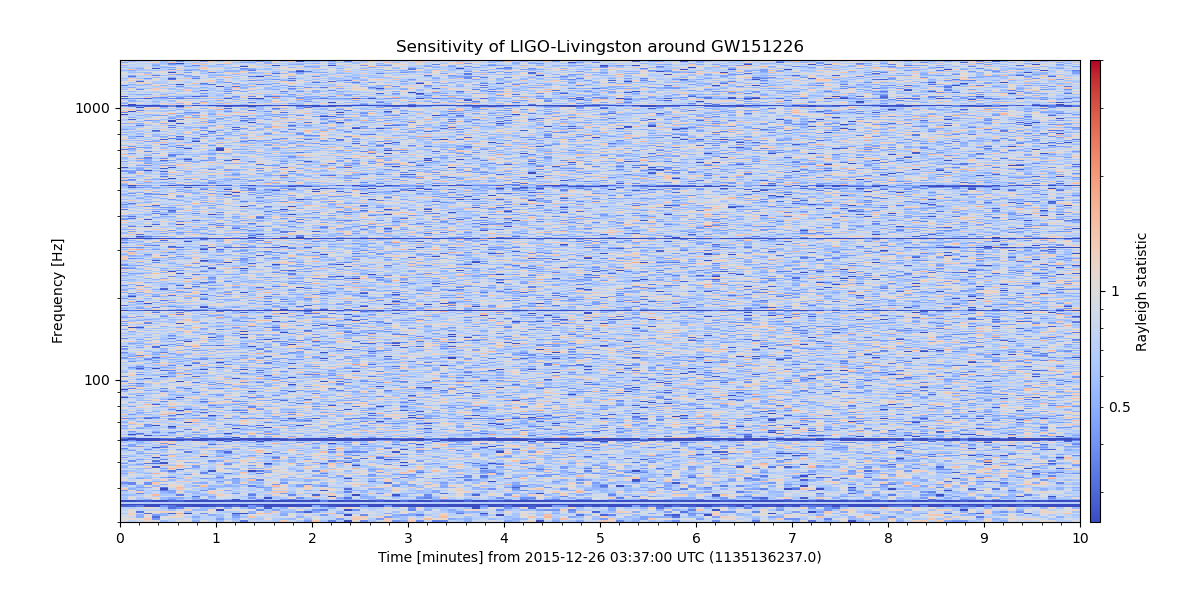 Sensitivity of LIGO-Livingston around GW151226
1000
100
Frequency [Hz]
0 1 2 3 4 5 6 7 8 9 10
Time [minutes] from 2015-12-26 03:37:00 UTC (1135136237.0)
1
0.5
Rayleigh statistic